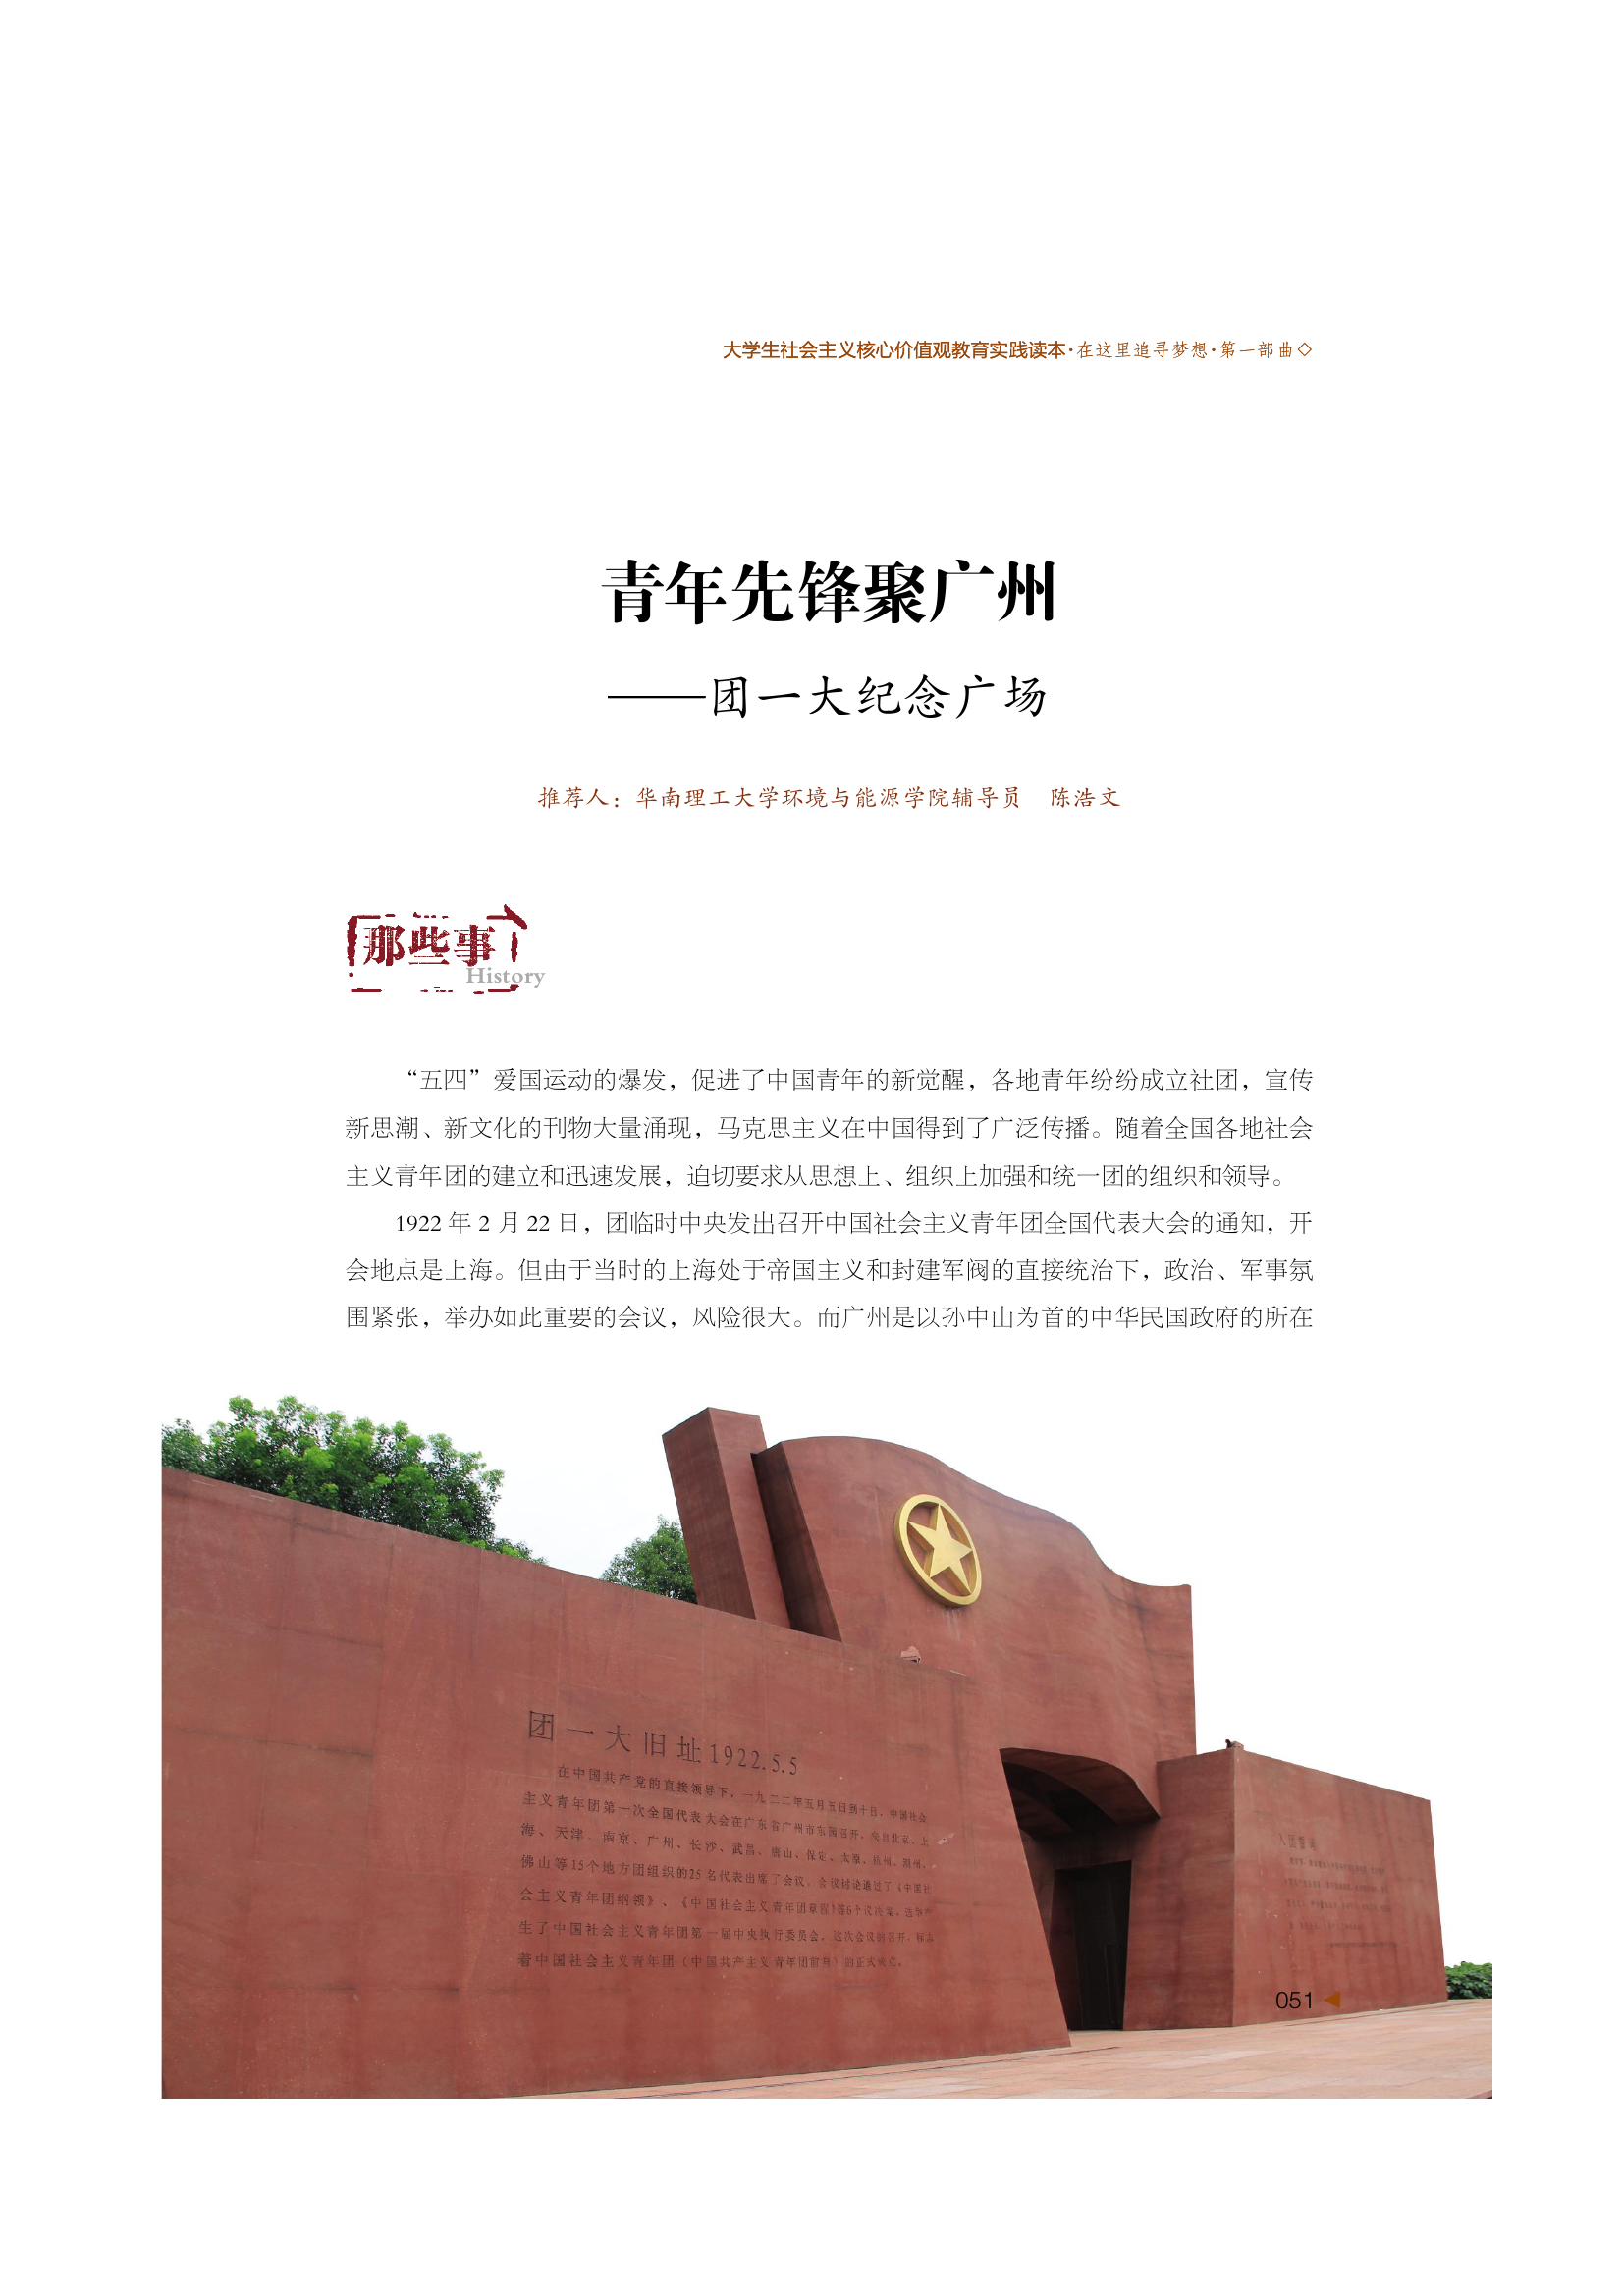 大学生社会主义核心价值观教育实践读本·在这里追寻梦想·第一部曲◇
青年先锋聚广州
——团一大纪念广场
推荐人：华南理工大学环境与能源学院辅导员　陈浩文
那些事
History
“五四”爱国运动的爆发，促进了中国青年的新觉醒，各地青年纷纷成立社团，宣传
新思潮、新文化的刊物大量涌现，马克思主义在中国得到了广泛传播。随着全国各地社会
主义青年团的建立和迅速发展，迫切要求从思想上、组织上加强和统一团的组织和领导。
1922 年 2 月 22 日，团临时中央发出召开中国社会主义青年团全国代表大会的通知，开
会地点是上海。但由于当时的上海处于帝国主义和封建军阀的直接统治下，政治、军事氛
围紧张，举办如此重要的会议，风险很大。而广州是以孙中山为首的中华民国政府的所在
团一大旧址1922.5.5
在中国共产党的直接领导下，一九二二年五月五日到十日，中国社会
主义青年团第一次全国代表大会在广东省广州市东园召开，来自北京、上
海、天津、南京、广州、长沙、武昌、唐山、保定、太原、杭州、潮州、
佛山等15个地方团组织的25名代表出席了会议。会议讨论通过了《中国社
会主义青年团纲领》、《中国社会主义青年团章程》等6个议决案，选举产
生了中国社会主义青年团第一届中央执行委员会。这次会议的召开，标志
着中国社会主义青年团（中国共产主义青年团前身）的正式成立。
入团誓词
051